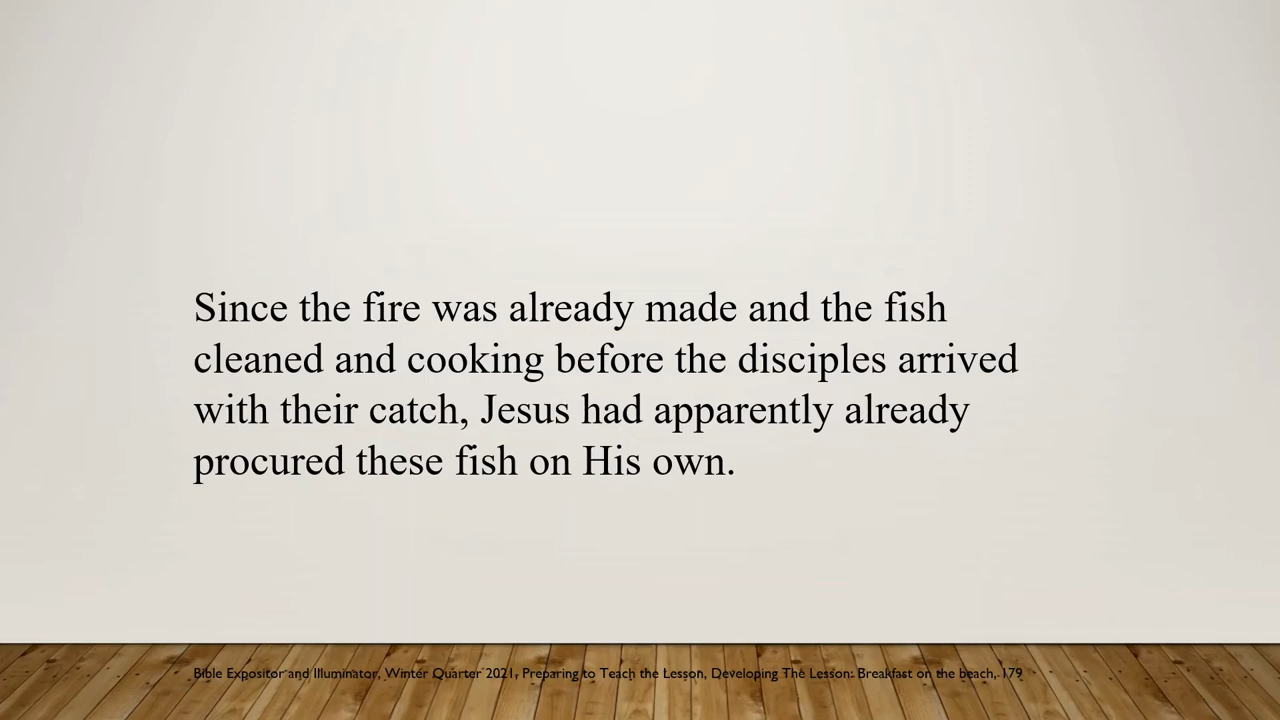 Since the fire was already made and the fish
cleaned and cooking before the disciples arrived
with their catch, Jesus had apparently already
procured these fish on His own.
Bible Expositor and Illuminator, Winter Quarter 2021, Preparing to Teach the Lesson, Developing The Lesson: Breakfast on the beach, 179